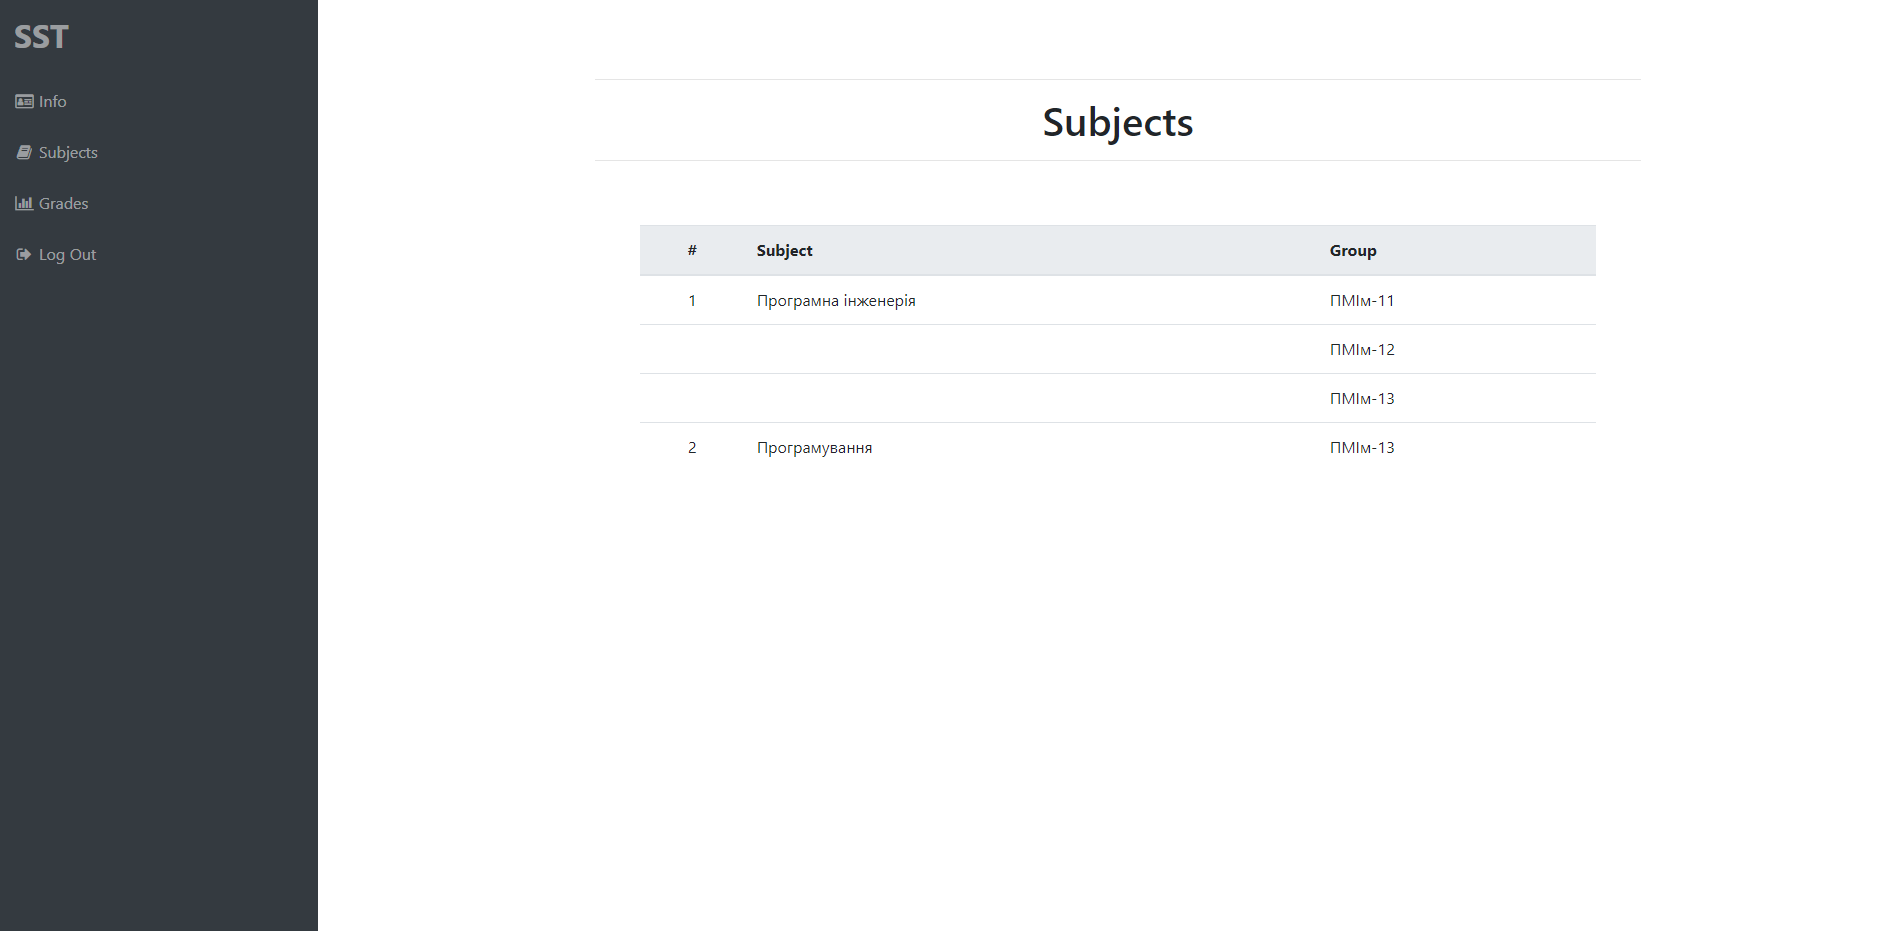 SST
Info
Subjects
Grades
Log Out
Subjects
# Subject Group
1 Програмна інженерія ПМІм-11
ПМІм-12
ПМІм-13
2 Програмування ПМІм-13